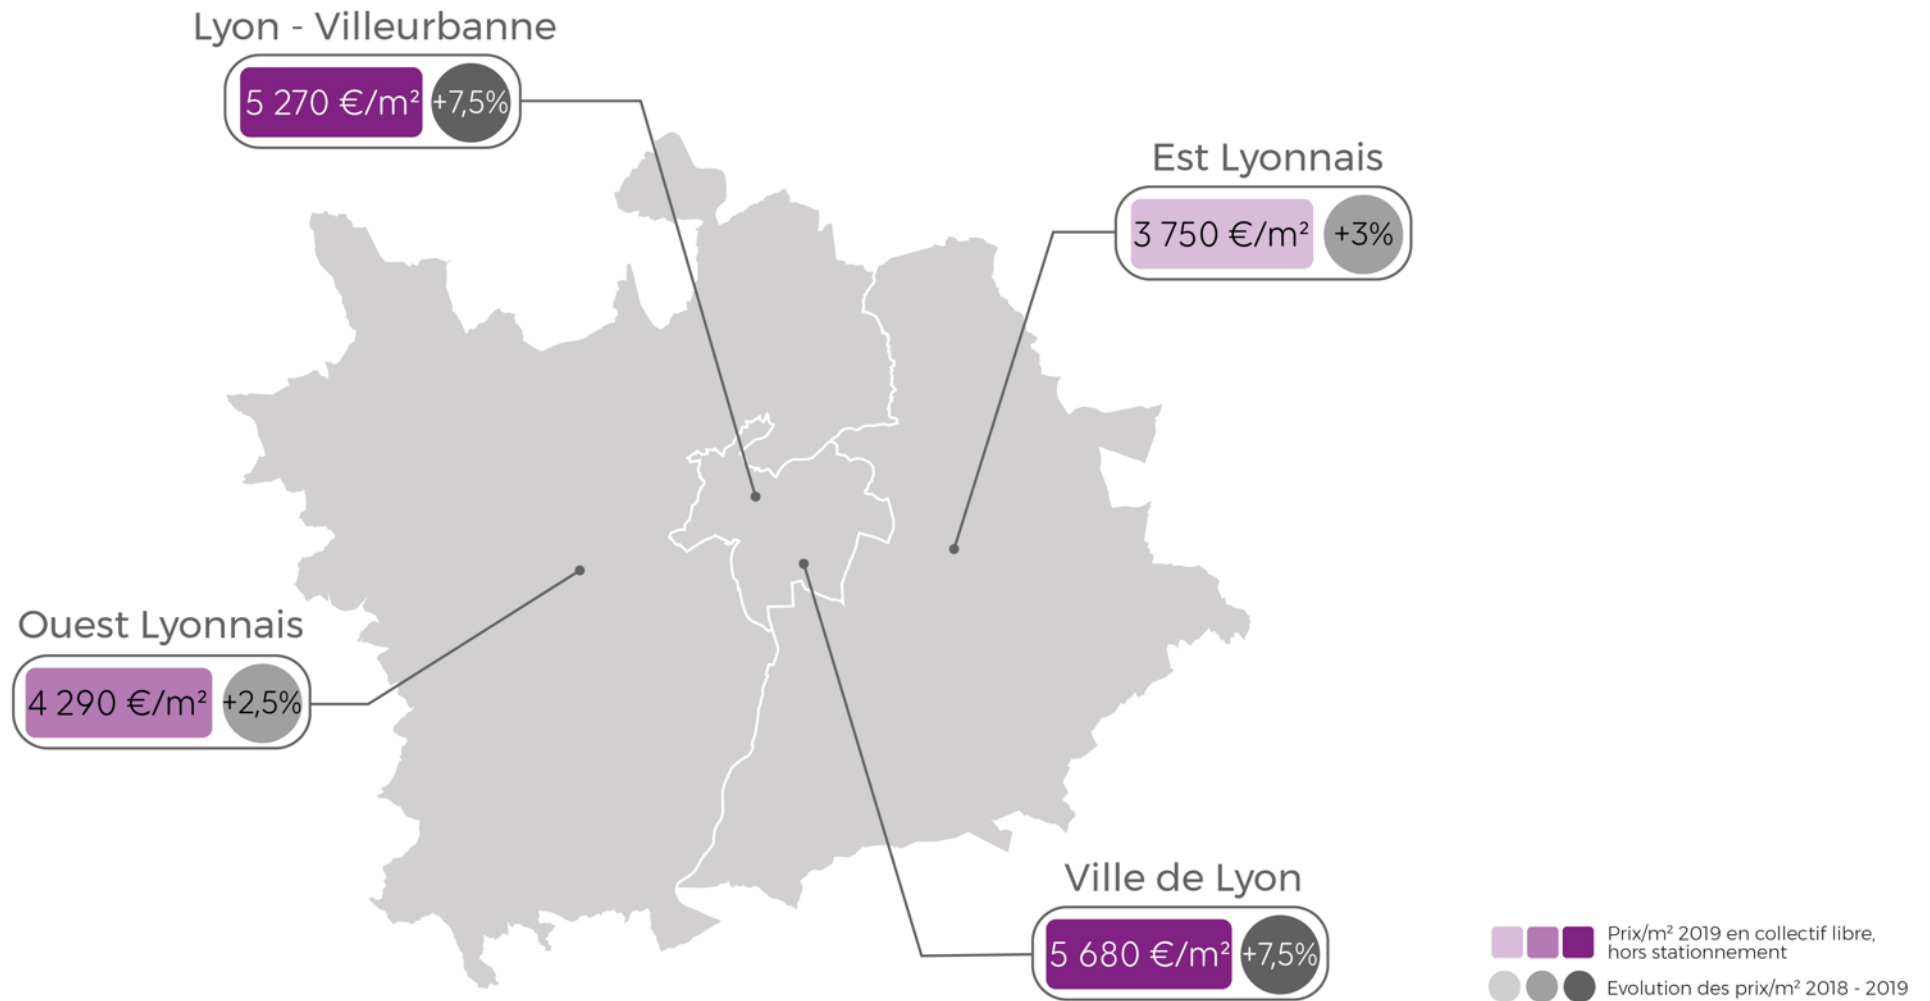 Lyon - Villeurbanne
5 270 €/m² +7,5%
Est Lyonnais
3 750 €/m² +3%
Ouest Lyonnais
4 290 €/m² +2,5%
Ville de Lyon
5 680 €/m² +7,5%
Prix/m² 2019 en collectif libre,
hors stationnement
Evolution des prix/m² 2018 - 2019